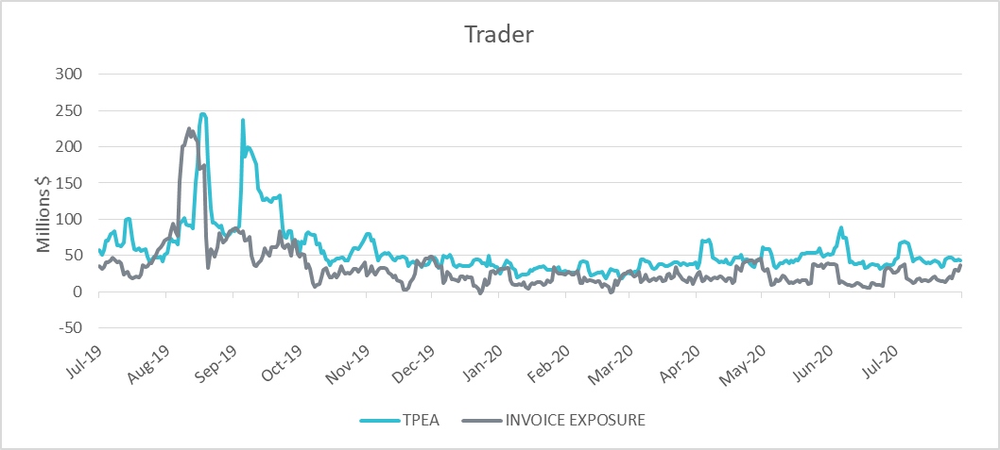 Trader
Millions $
300
250
200
150
100
50
0
-50
Jul-19
Aug-19
Sep-19
Oct-19
Nov-19
Dec-19
Jan-20
Feb-20
Mar-20
Apr-20
May-20
Jun-20
Jul-20
TPEA
INVOICE EXPOSURE